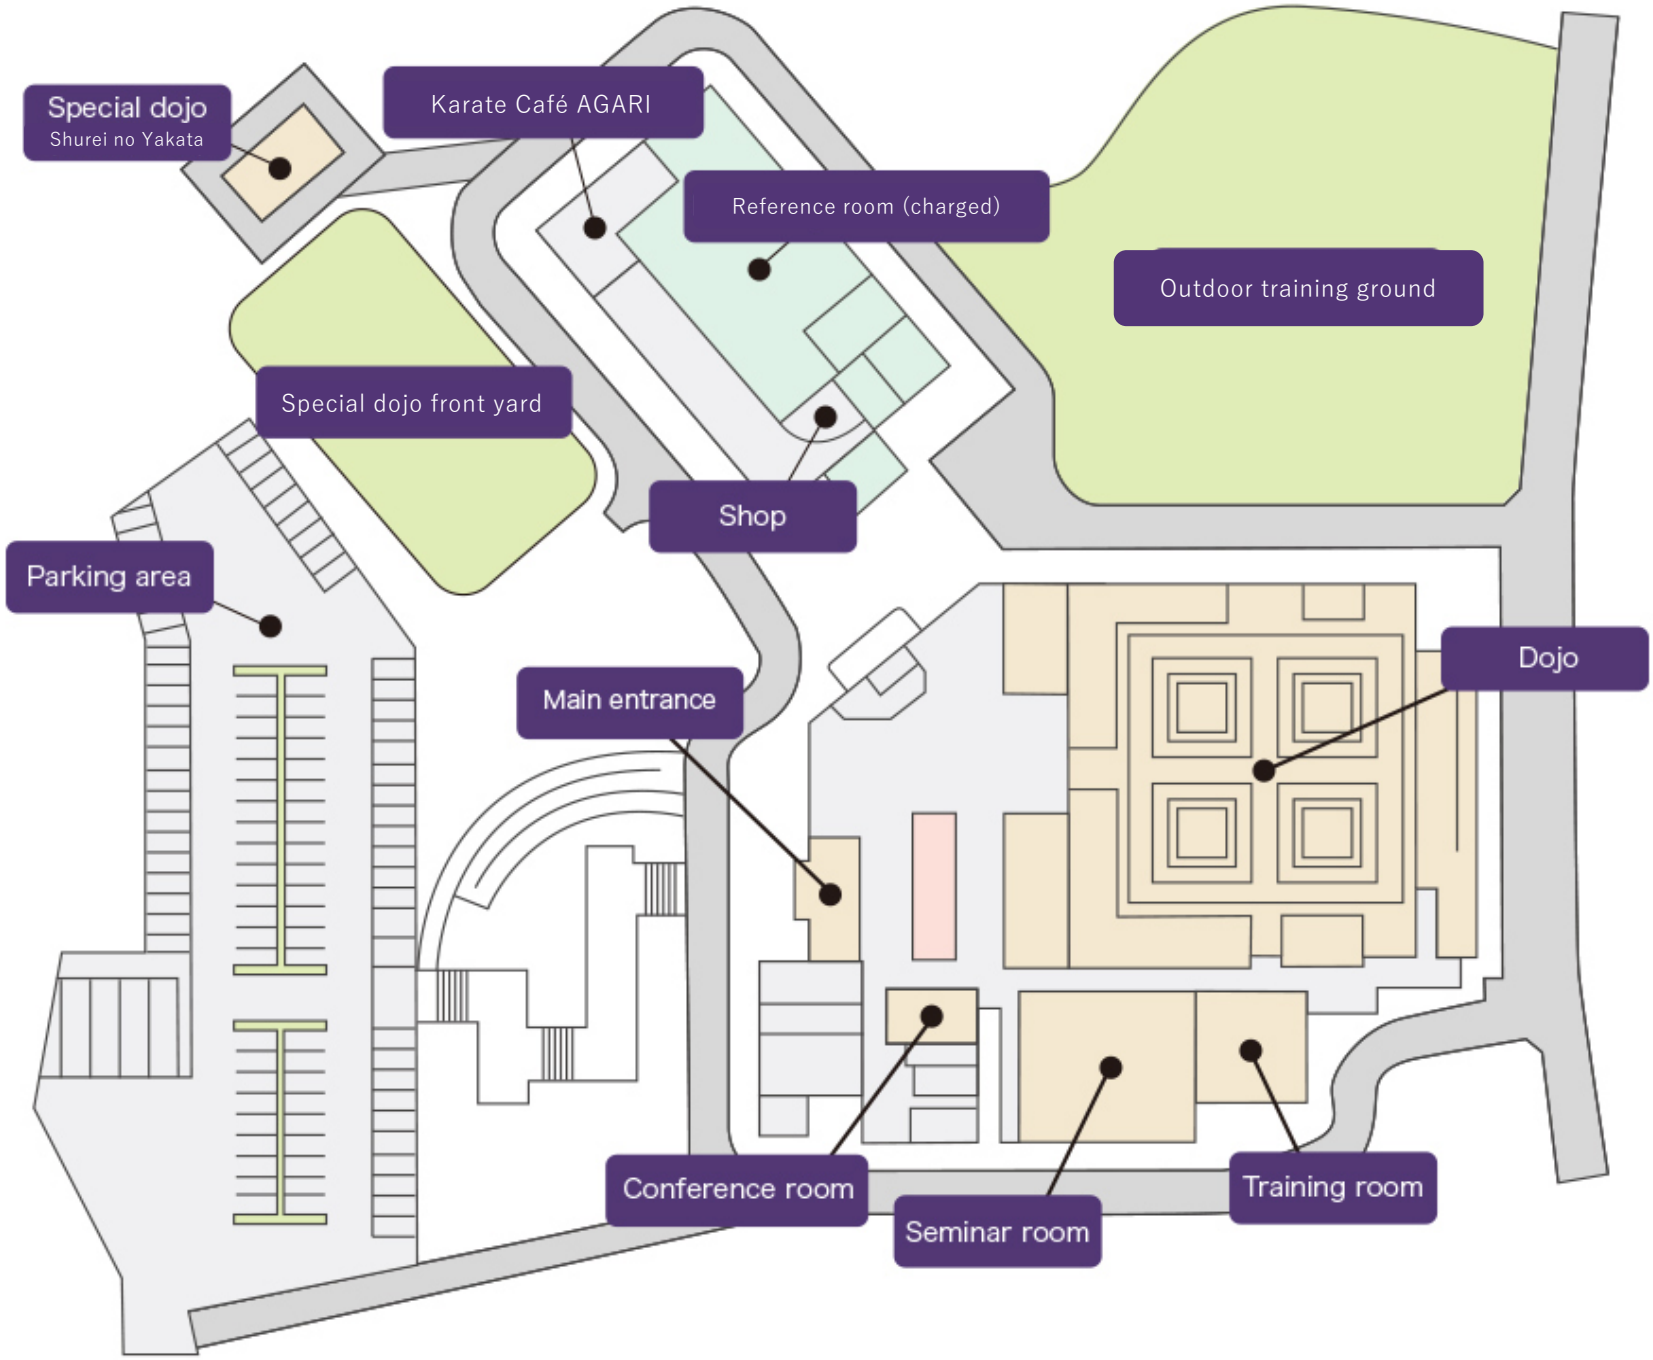 Karate Café AGARI
Special dojo
Shurei no Yakata
Reference room (charged)
Outdoor training ground
Special dojo front yard
Shop
Parking area
Dojo
Main entrance
Conference room
Training room
Seminar room